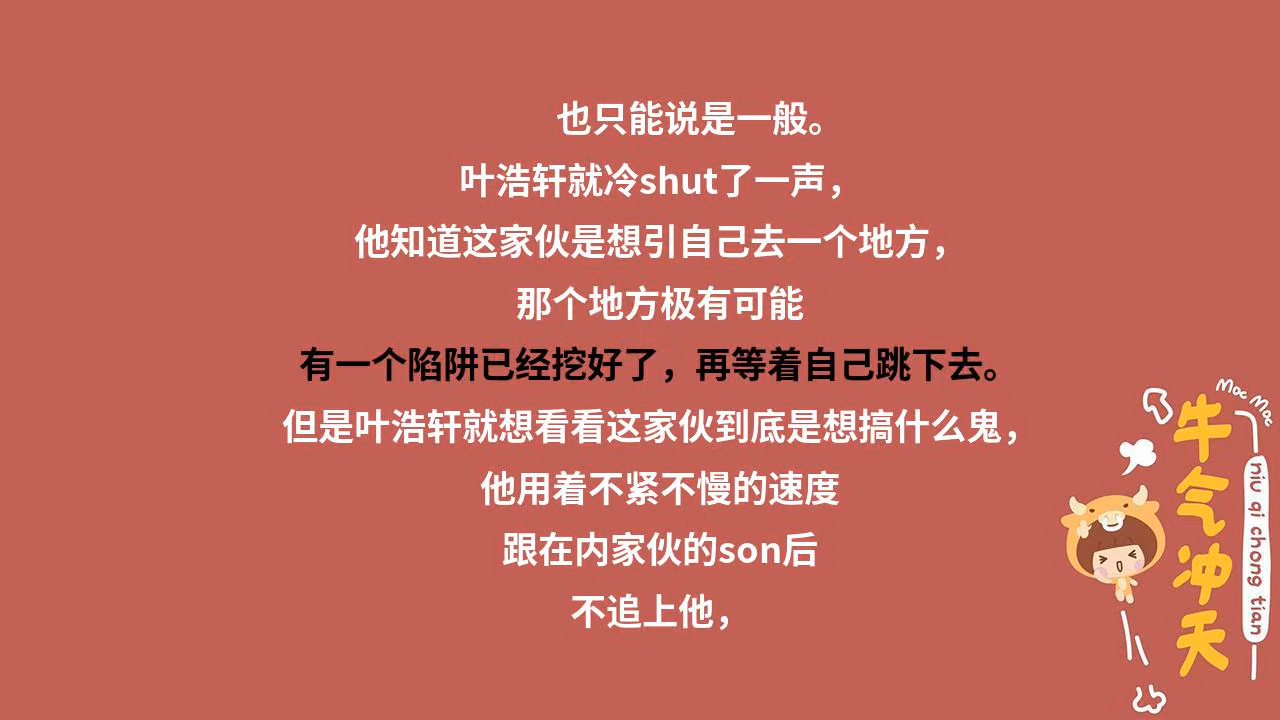 也只能说是一般。
叶浩轩就冷shut了一声，
他知道这家伙是想引自己去一个地方，
那个地方极有可能
有一个陷阱已经挖好了，再等着自己跳下去。
但是叶浩轩就想看看这家伙到底是想搞什么鬼，
他用着不紧不慢的速度
跟在内家伙的son后
不追上他，
Moc Moc
牛气冲天
niu qi chong tian